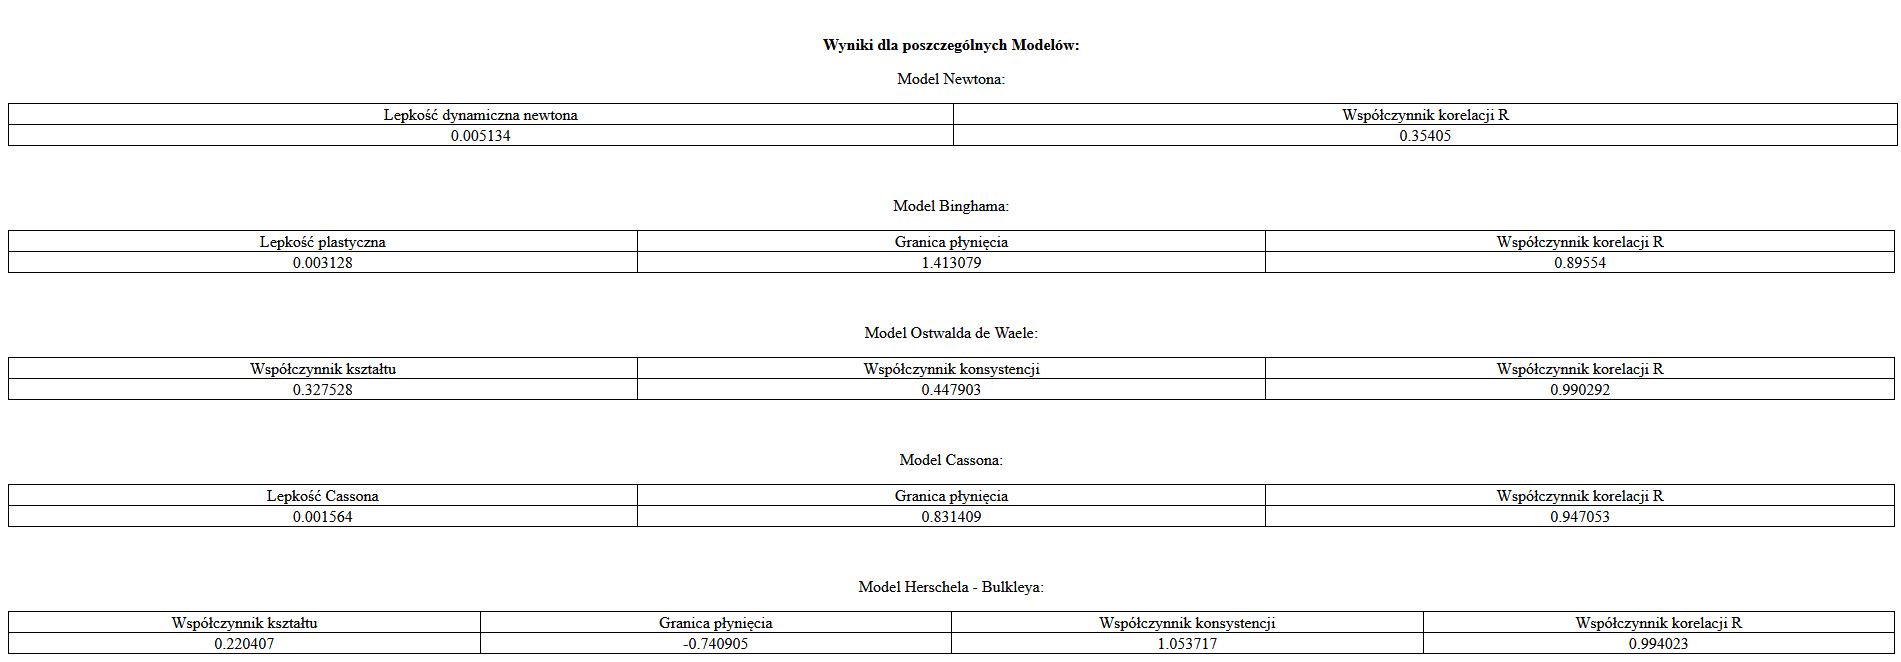 Wyniki dla poszczególnych Modelów:
Model Newtona:
Lepkość dynamiczna newtona Współczynnik korelacji R
0.005134 0.35405
Model Binghama:
Lepkość plastyczna Granica płynięcia Współczynnik korelacji R
0.003128 1.413079 0.89554
Model Ostwalda de Waele:
Współczynnik kształtu Współczynnik konsystencji Współczynnik korelacji R
0.327528 0.447903 0.990292
Model Cassona:
Lepkość Cassona Granica płynięcia Współczynnik korelacji R
0.001564 0.831409 0.947053
Model Herschela - Bulkleya:
Współczynnik kształtu Granica płynięcia Współczynnik konsystencji Współczynnik korelacji R
0.220407 -0.740905 1.053717 0.994023